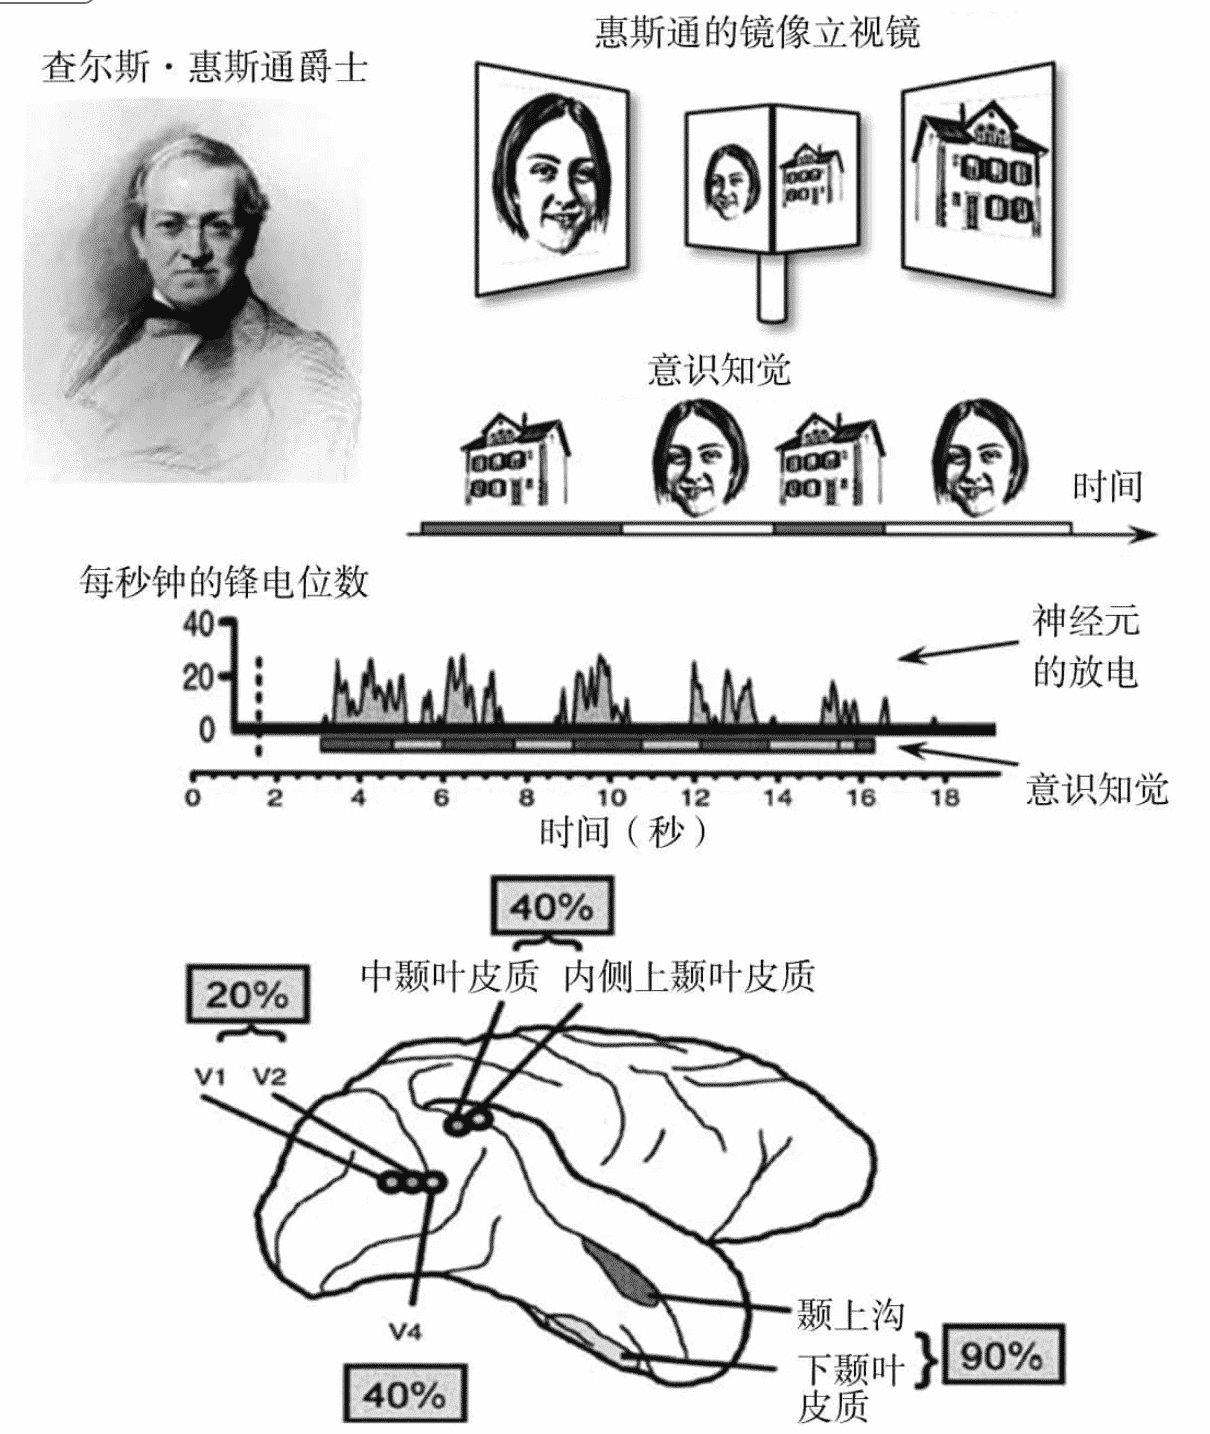 查尔斯·惠斯通爵士
惠斯通的镜像立视镜
意识知觉
时间
每秒钟的锋电位数
40
20
0
神经元
的放电
意识知觉
0 2 4 6 8 10 12 14 16 18
时间（秒）
40%
中颞叶皮质 内侧上颞叶皮质
20%
V1 V2
V4
40%
颞上沟
下颞叶
皮质
90%